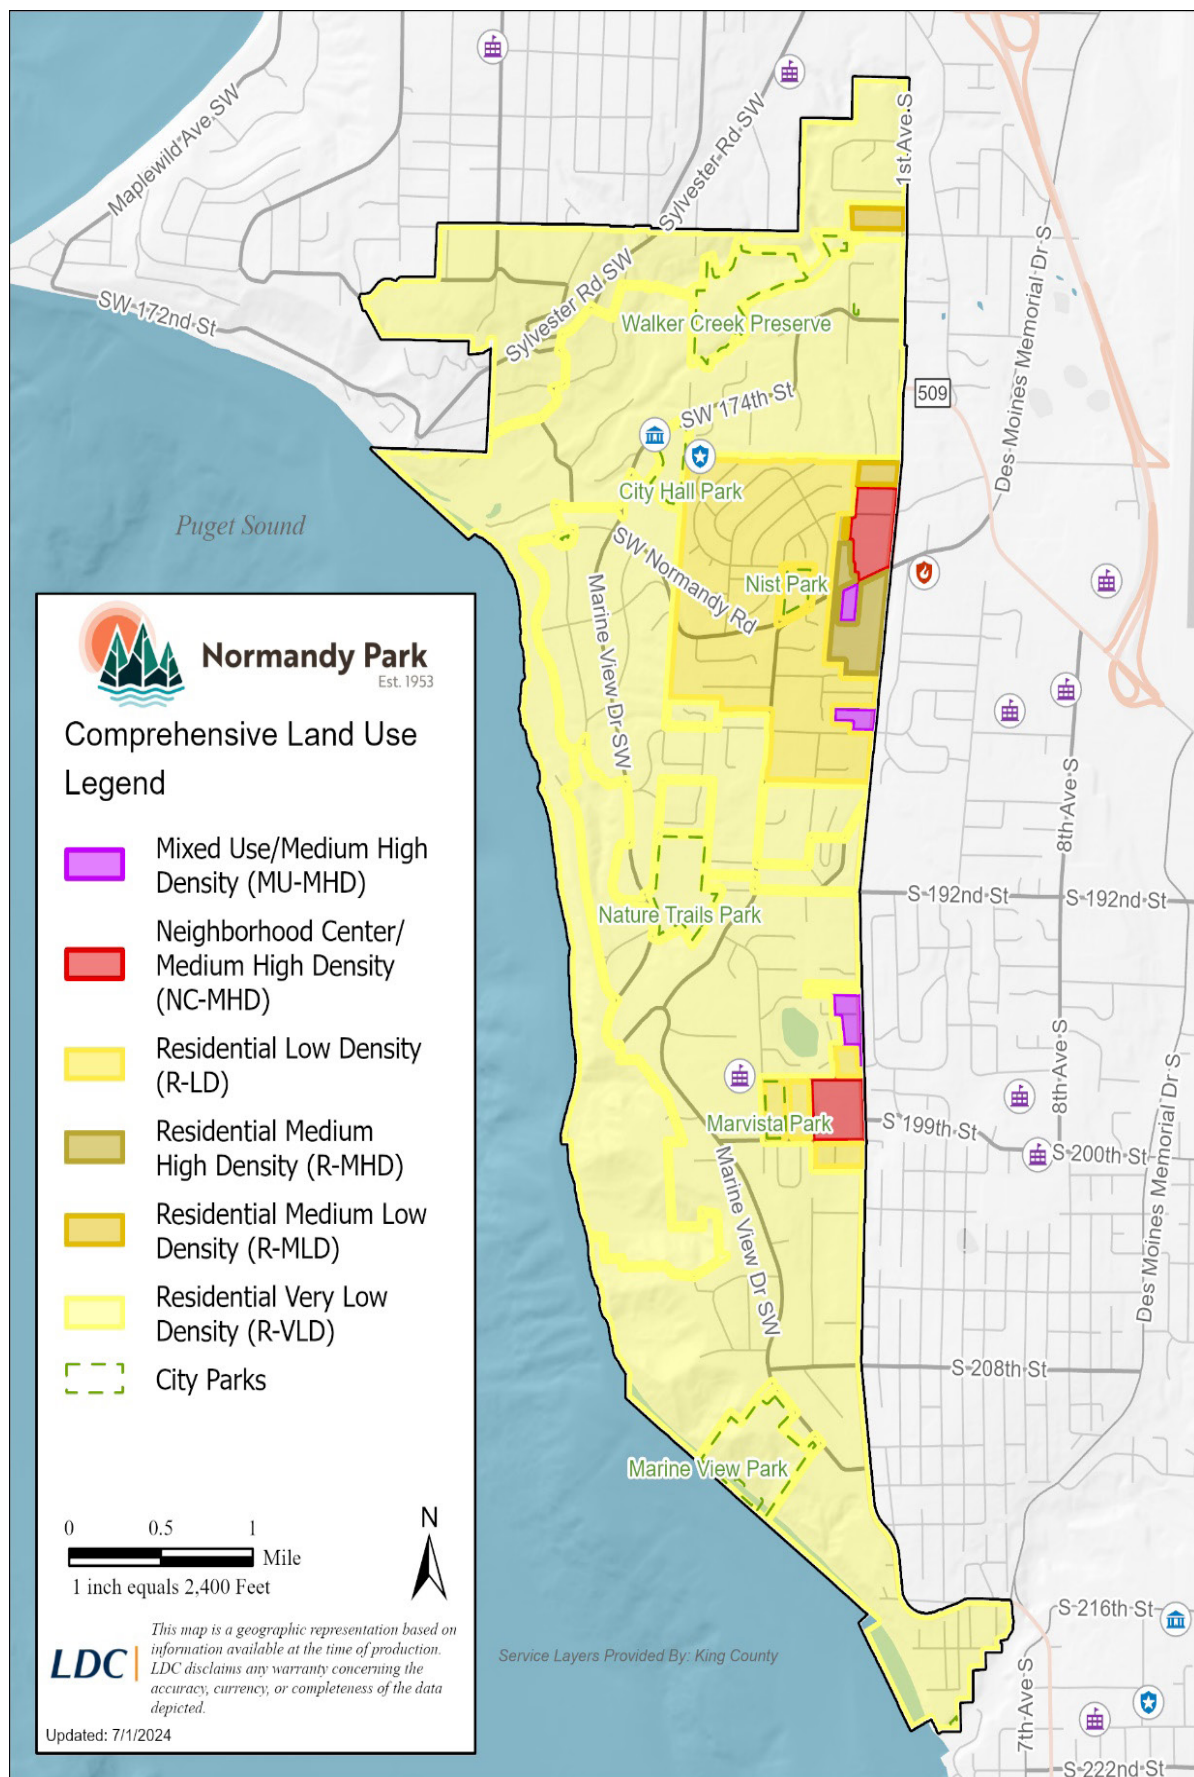 Maplewild Ave SW
Sylvester Rd SW
1st Ave S
SW 172nd St
Sylvester Rd SW
Walker Creek Preserve
Des Moines Memorial Dr S
509
SW 174th St
City Hall Park
Puget Sound
SW Normandy Rd
Nist Park
Marine View Dr SW
8th Ave S
S 192nd St
S 192nd St
Nature Trails Park
8th Ave S
Marvista Park
S 199th St
S 200th St
Des Moines Memorial Dr S
Marine View Dr SW
S 208th St
Marine View Park
S 216th St
7th Ave S
S 222nd St
Service Layers Provided By: King County
Normandy Park
Est. 1953
Comprehensive Land Use
Legend
Mixed Use/Medium High
Density (MU-MHD)
Neighborhood Center/
Medium High Density
(NC-MHD)
Residential Low Density
(R-LD)
Residential Medium
High Density (R-MHD)
Residential Medium Low
Density (R-MLD)
Residential Very Low
Density (R-VLD)
City Parks
0 0.5 1
Mile
1 inch equals 2,400 Feet
N
LDC
This map is a geographic representation based on
information available at the time of production.
LDC disclaims any warranty concerning the
accuracy, currency, or completeness of the data
depicted.
Updated: 7/1/2024